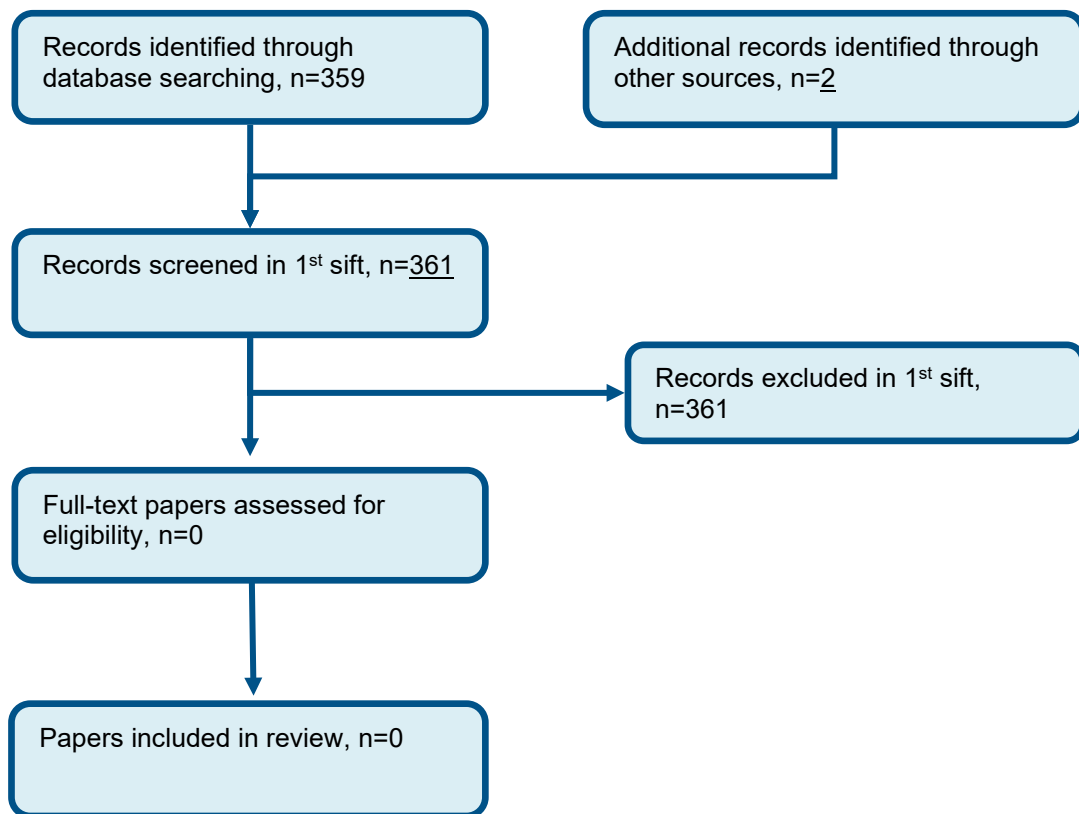 Records identified through
database searching, n=359
Additional records identified through
other sources, n=2
Records screened in 1st sift, n=361
Records excluded in 1st sift,
n=361
Full-text papers assessed for
eligibility, n=0
Papers included in review, n=0